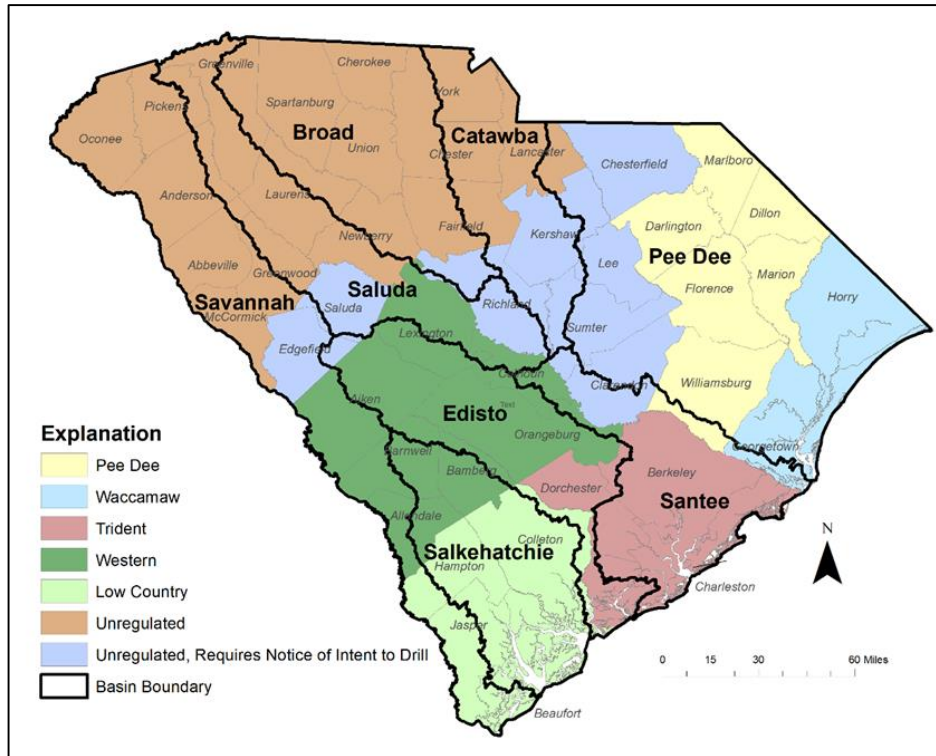 Greenville
Cherokee
York
Pickens
Spartanburg
Oconee
Broad
Catawba
Union
Chester
Lancaster
Chesterfield
Marlboro
Anderson
Laurens
Dillon
Kershaw
Darlington
Fairfield
Newberry
Lee
Pee Dee
Marion
Abbeville
Greenwood
Florence
Horry
Savannah
Saluda
Saluda
Richland
McCormick
Sumter
Lexington
Edgefield
Calhoun
Clarendon
Williamsburg
Aiken
Text
Edisto
Orangeburg
Georgetown
Barnwell
Bamberg
Berkeley
Dorchester
Santee
Allendale
Colleton
Salkehatchie
Hampton
Charleston
Jasper
Beaufort
Explanation
Pee Dee
Waccamaw
Trident
Western
Low Country
Unregulated
Unregulated, Requires Notice of Intent to Drill
Basin Boundary
N
0 15 30 60 Miles